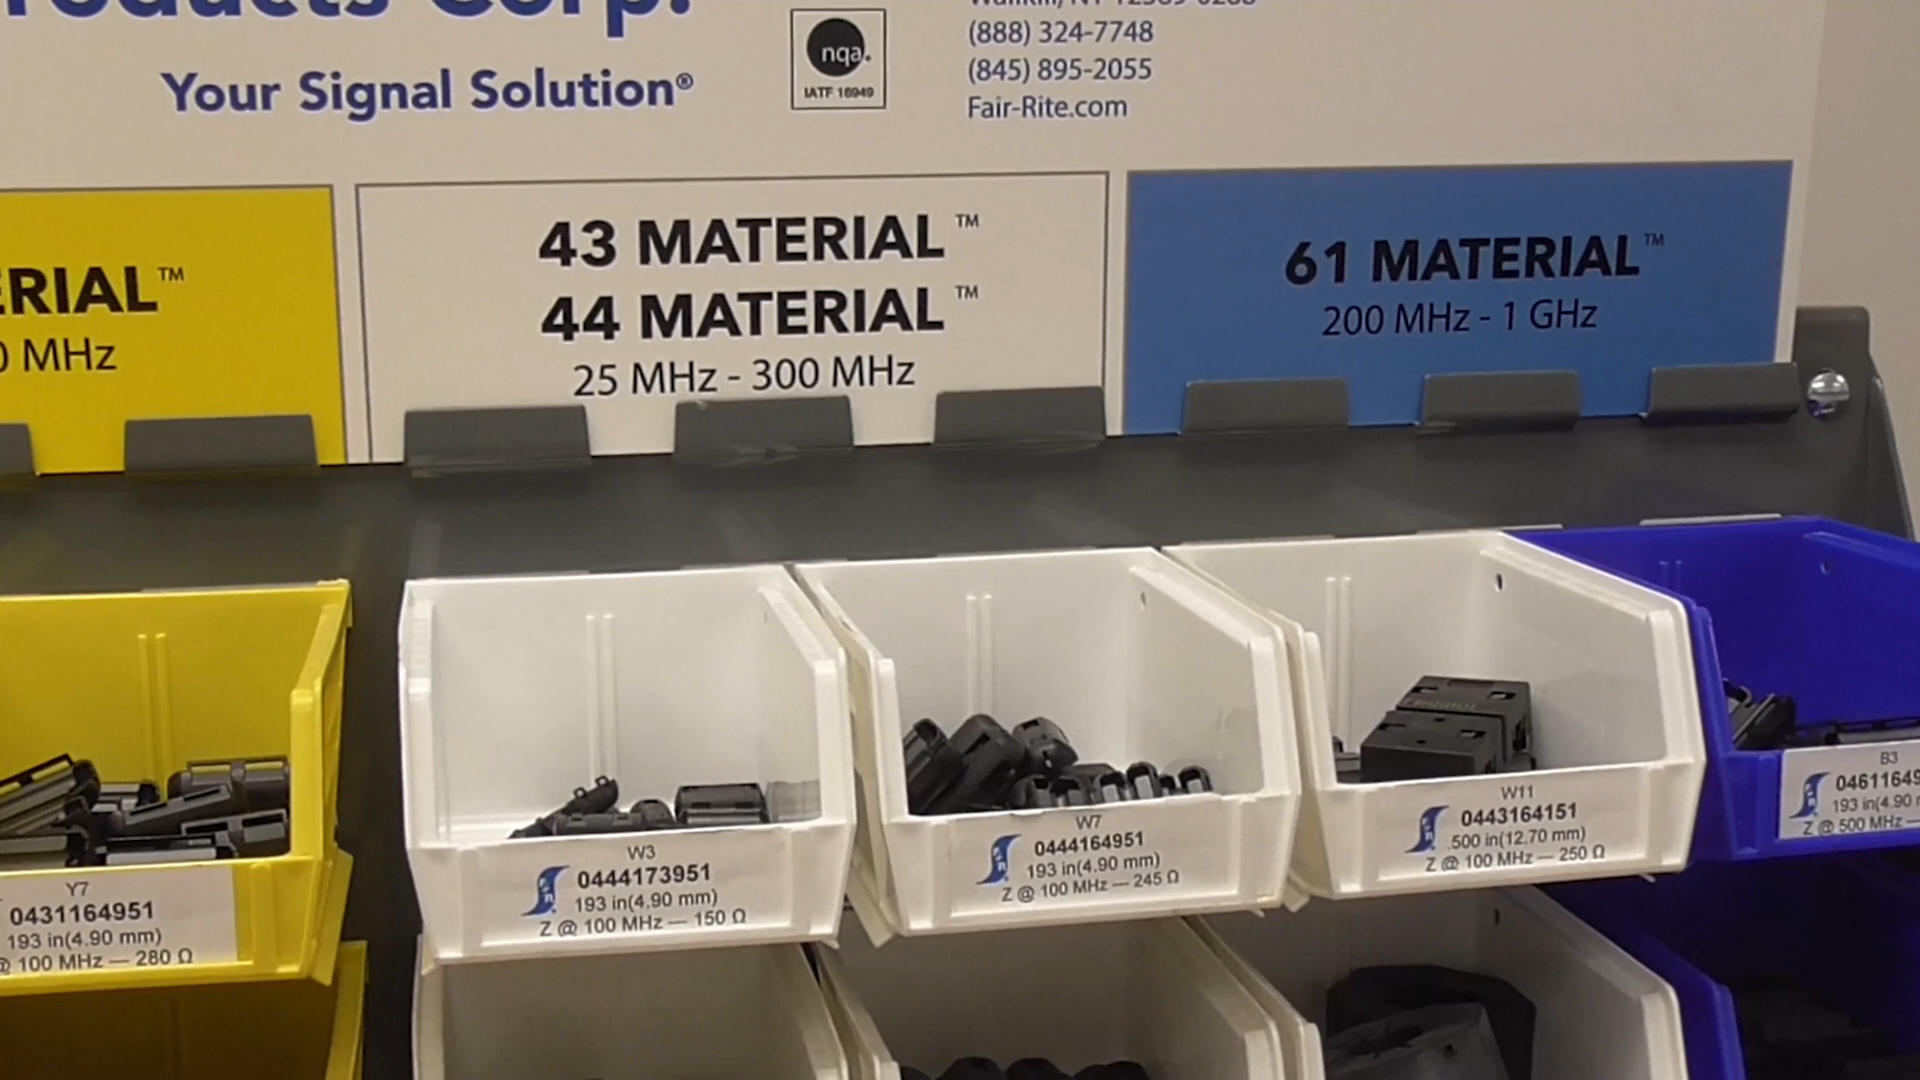 Corp.
Your Signal Solution®
nqa.
IATF 16949
(888) 324-7748
(845) 895-2055
Fair-Rite.com
ERIAL™
0 MHz
43 MATERIAL™
44 MATERIAL™
25 MHz - 300 MHz
61 MATERIAL™
200 MHz - 1 GHz
Y7
0431164951
193 in(4.90 mm)
@ 100 MHz — 280 Ω
W3
0444173951
193 in(4.90 mm)
Z @ 100 MHz — 150 Ω
W7
0444164951
193 in(4.90 mm)
Z @ 100 MHz — 245 Ω
W11
0443164151
.500 in(12.70 mm)
Z @ 100 MHz — 250 Ω
B3
04611649
193 in(4.90
Z @ 500 MHz —